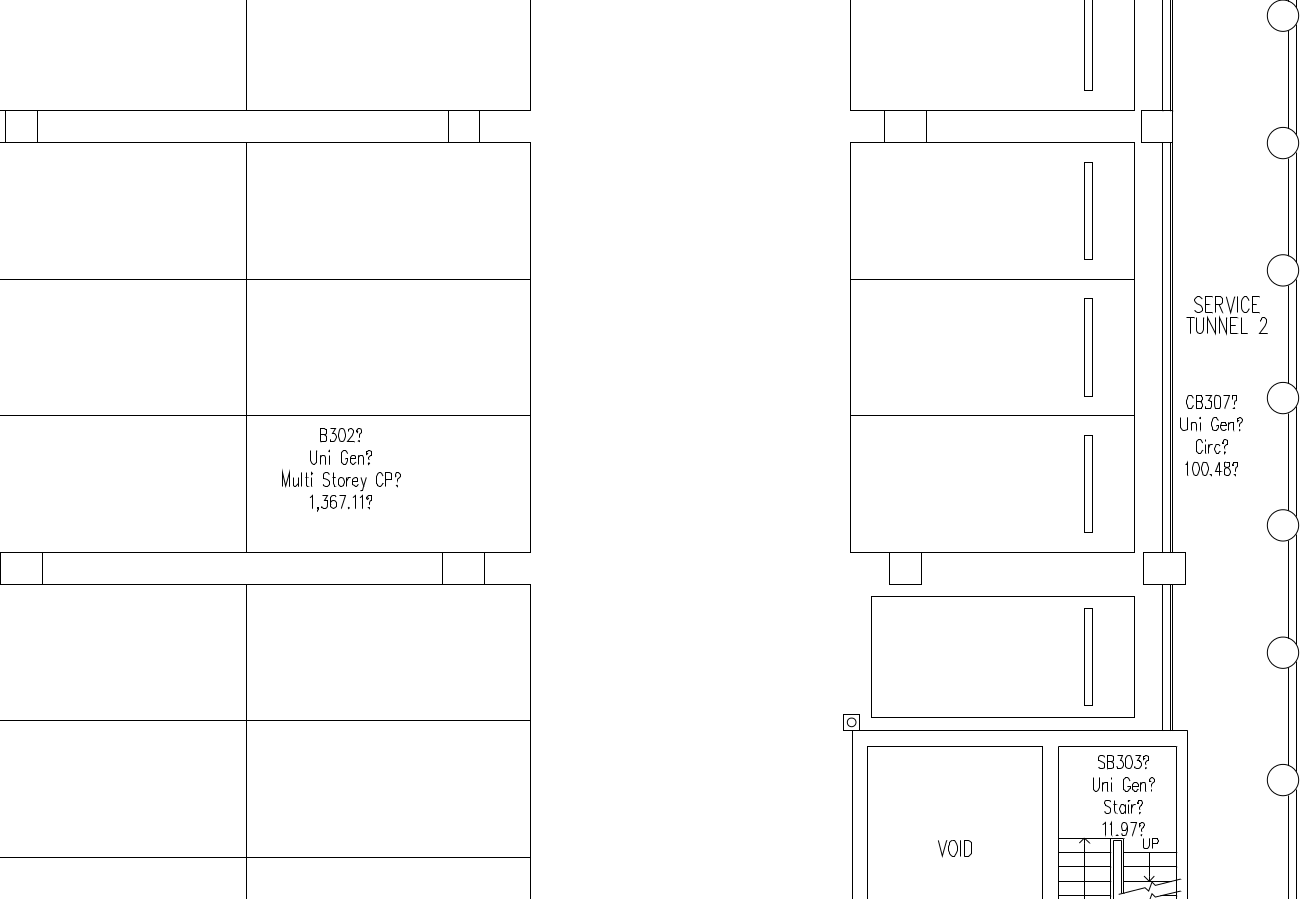 SERVICE
TUNNEL 2
CB307?
Uni Gen?
Circ?
100.48?
B302?
Uni Gen?
Multi Storey CP?
1,367.11?
SB303?
Uni Gen?
Stair?
11.97?
UP
VOID